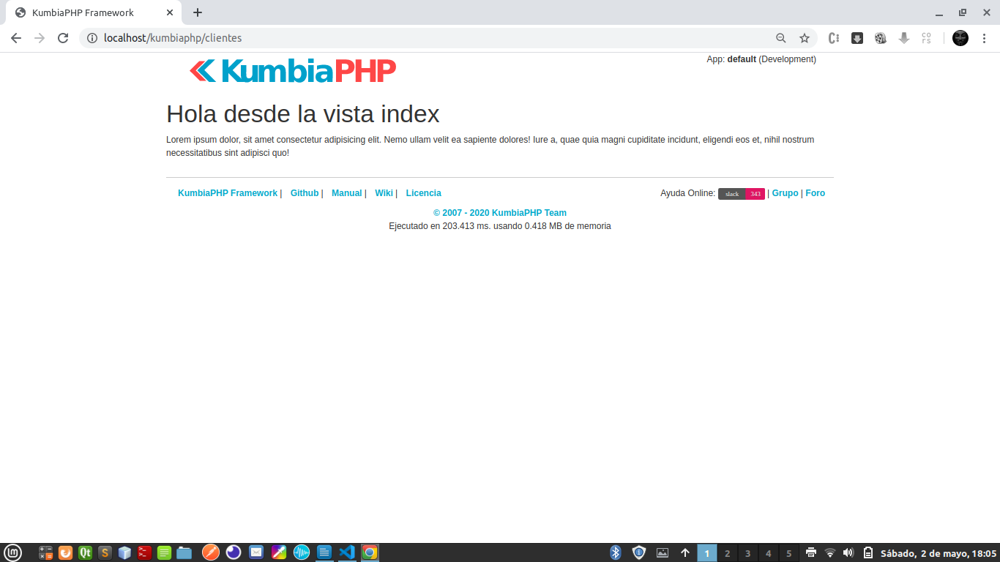 KumbiaPHP Framework
localhost/kumbiaphp/clientes
C:
co
rs
KumbiaPHP
App: default (Development)
Hola desde la vista index
Lorem ipsum dolor, sit amet consectetur adipisicing elit. Nemo ullam velit ea sapiente dolores! Iure a, quae quia magni cupiditate incidunt, eligendi eos et, nihil nostrum
necessitatibus sint adipisci quo!
KumbiaPHP Framework | Github | Manual | Wiki | Licencia
Ayuda Online: slack 343 | Grupo | Foro
© 2007 - 2020 KumbiaPHP Team
Ejecutado en 203.413 ms. usando 0.418 MB de memoria
Qt
S
1 2 3 4 5
Sábado, 2 de mayo, 18:05